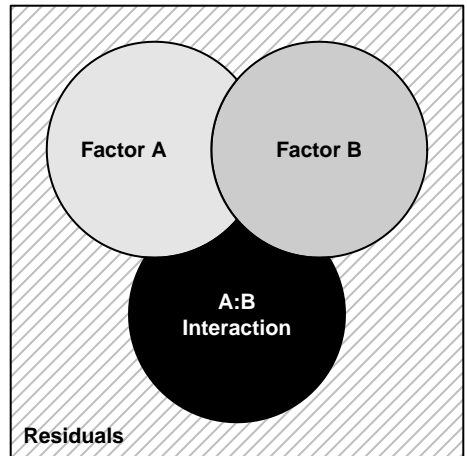 Factor A
Factor B
A:B
Interaction
Residuals